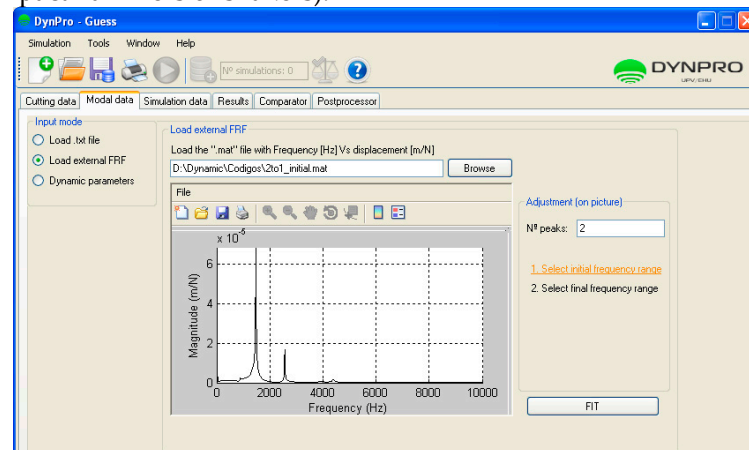 DynPro - Guess
Simulation Tools Window Help
Nº simulations: 0
DYNPRO
UPV/EHU
Cutting data Modal data Simulation data Results Comparator Postprocessor
Input mode
Load .txt file
Load external FRF
Dynamic parameters
Load external FRF
Load the ".mat" file with Frequency [Hz] Vs displacement [m/N]
D:\Dynamic\Codigos\2to1_initial.mat
Browse
File
Adjustment (on picture)
Nº peaks: 2
1. Select initial frequency range
2. Select final frequency range
FIT
x 10-5
6
4
2
0
Magnitude (m/N)
0 2000 4000 6000 8000 10000
Frequency (Hz)